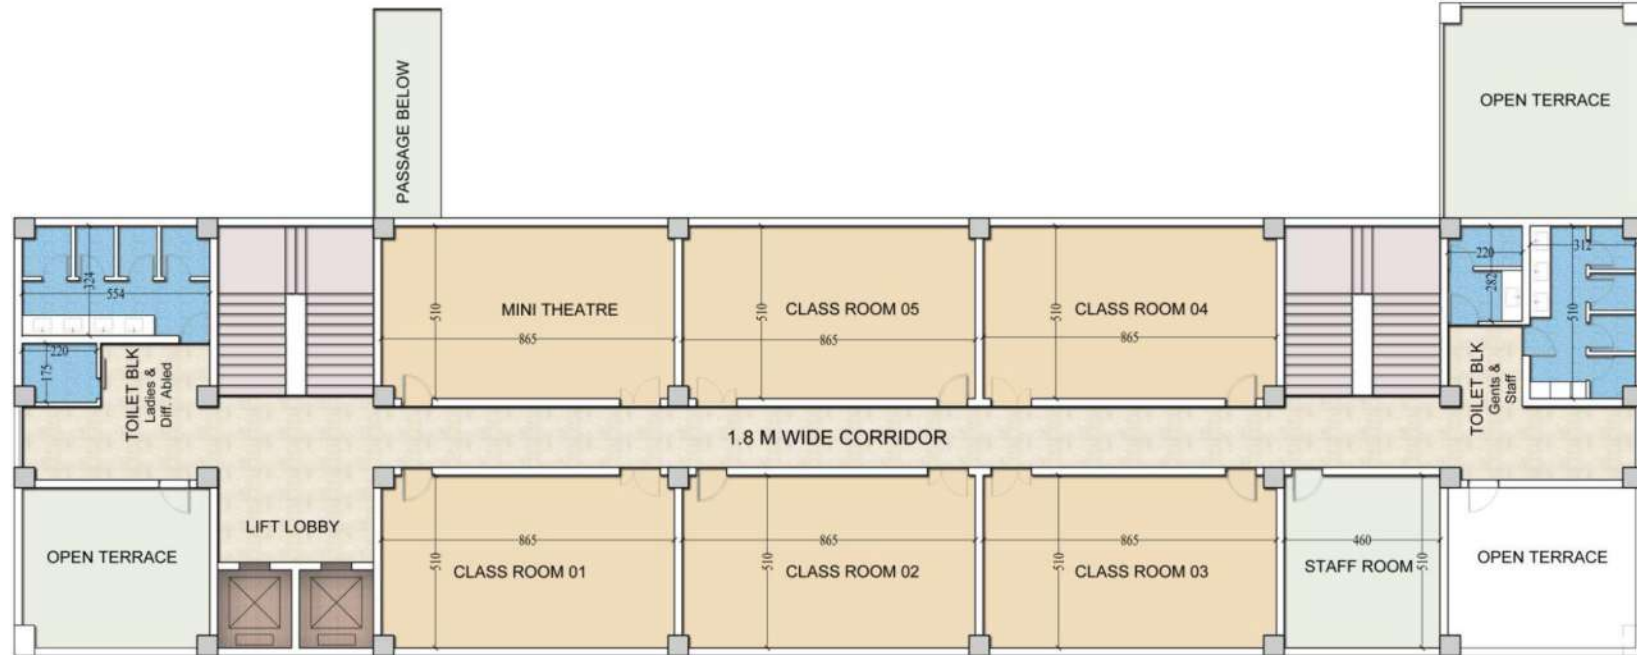 PASSAGE BELOW
OPEN TERRACE
324
554
220
175
TOILET BLK
Ladies &
Diff. Abled
510
MINI THEATRE
865
510
CLASS ROOM 05
865
510
CLASS ROOM 04
865
220
282
312
510
TOILET BLK
Gents &
Staff
1.8 M WIDE CORRIDOR
OPEN TERRACE
LIFT LOBBY
865
510
CLASS ROOM 01
865
510
CLASS ROOM 02
865
510
CLASS ROOM 03
460
STAFF ROOM
510
OPEN TERRACE